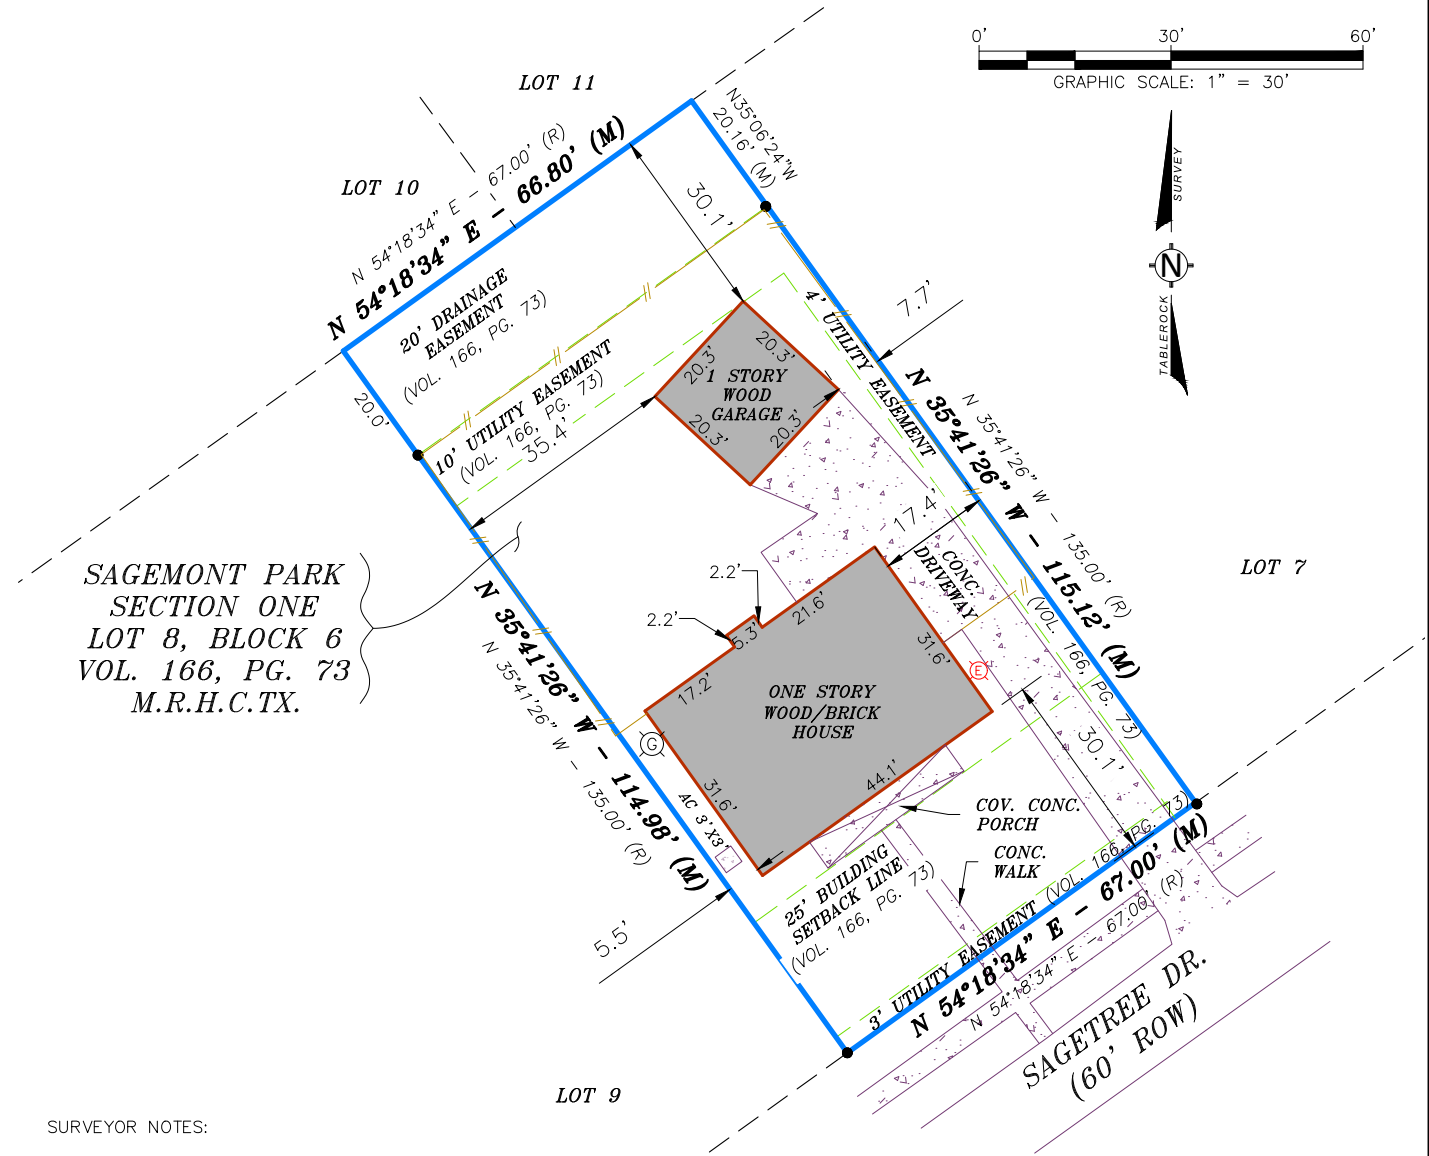 0' 30' 60'
GRAPHIC SCALE: 1" = 30'
SURVEY
N
TABLEROCK
LOT 11
LOT 10
N 54°18'34" E - 67.00' (R)
N 54°18'34" E - 66.80' (M)
N35°06'24"W
20.16' (M)
30.1'
20' DRAINAGE
EASEMENT
(VOL. 166, PG. 73)
20.0'
10' UTILITY EASEMENT
(VOL. 166, PG. 73)
35.4'
4' UTILITY EASEMENT
7.7'
20.3'
20.3'
1 STORY
WOOD
GARAGE
20.3'
20.3'
N 35°41'26" W - 115.12' (M)
N 35°41'26" W - 135.00' (R)
(VOL. 166, PG. 73)
17.4'
CONC.
DRIVEWAY
LOT 7
SAGEMONT PARK
SECTION ONE
LOT 8, BLOCK 6
VOL. 166, PG. 73
M.R.H.C.TX.
2.2'
2.2'
5.3'
21.6'
17.2'
31.6'
E
ONE STORY
WOOD/BRICK
HOUSE
G
31.6'
44.1'
AC 3'X3'
N 35°41'26" W - 114.98' (M)
N 35°41'26" W - 135.00' (R)
30.1'
COV. CONC.
PORCH
CONC.
WALK
25' BUILDING
SETBACK LINE
(VOL. 166, PG. 73)
5.5'
3' UTILITY EASEMENT (VOL. 166, PG. 73)
N 54°18'34" E - 67.00' (M)
N 54°18'34" E - 67.00' (R)
SAGETREE DR.
(60' ROW)
LOT 9
SURVEYOR NOTES: